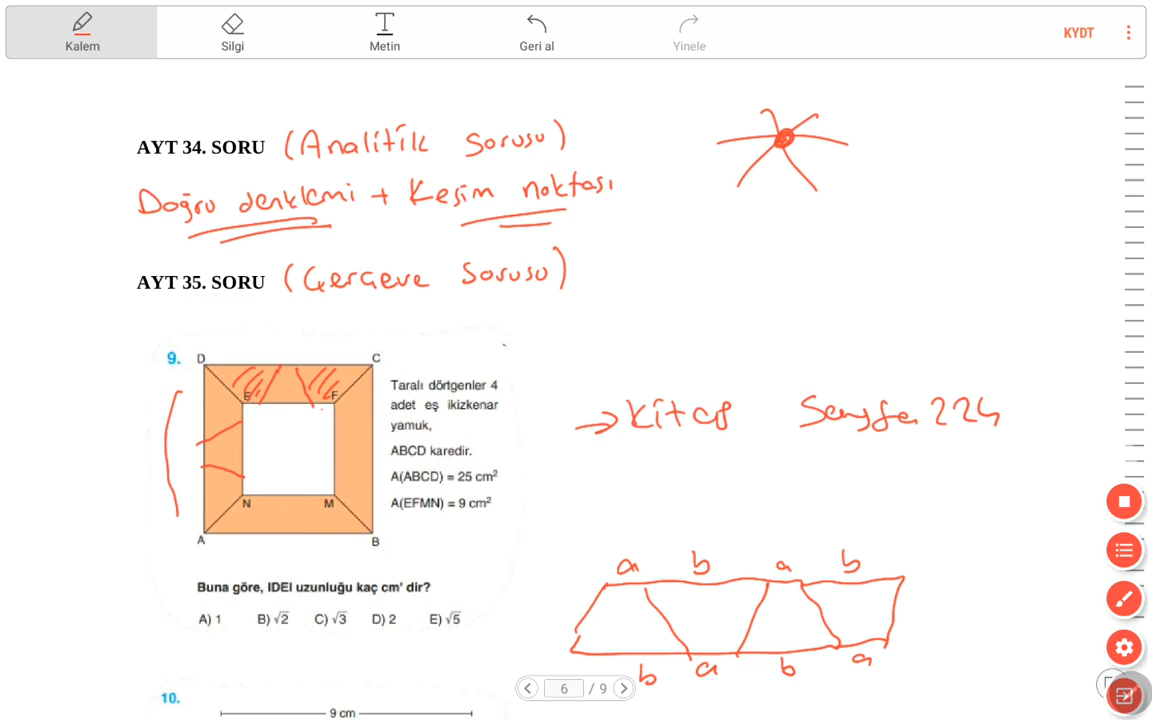 Kalem
Silgi
Metin
Geri al
Yinele
KYDT
AYT 34. SORU (Analitik Sorusu)
Doğru denklemi + Kesim noktası
AYT 35. SORU (Çerçeve Sorusu)
9.
D
C
E
F
N
M
A
B
Taralı dörtgenler 4
adet eş ikizkenar
yamuk,
ABCD karedir.
A(ABCD) = 25 cm²
A(EFMN) = 9 cm²
→ Kitap Sayfa 224
Buna göre, IDEI uzunluğu kaç cm' dir?
A) 1 B) √2 C) √3 D) 2 E) √5
a b a b
b a b a
6 / 9
10.
9 cm